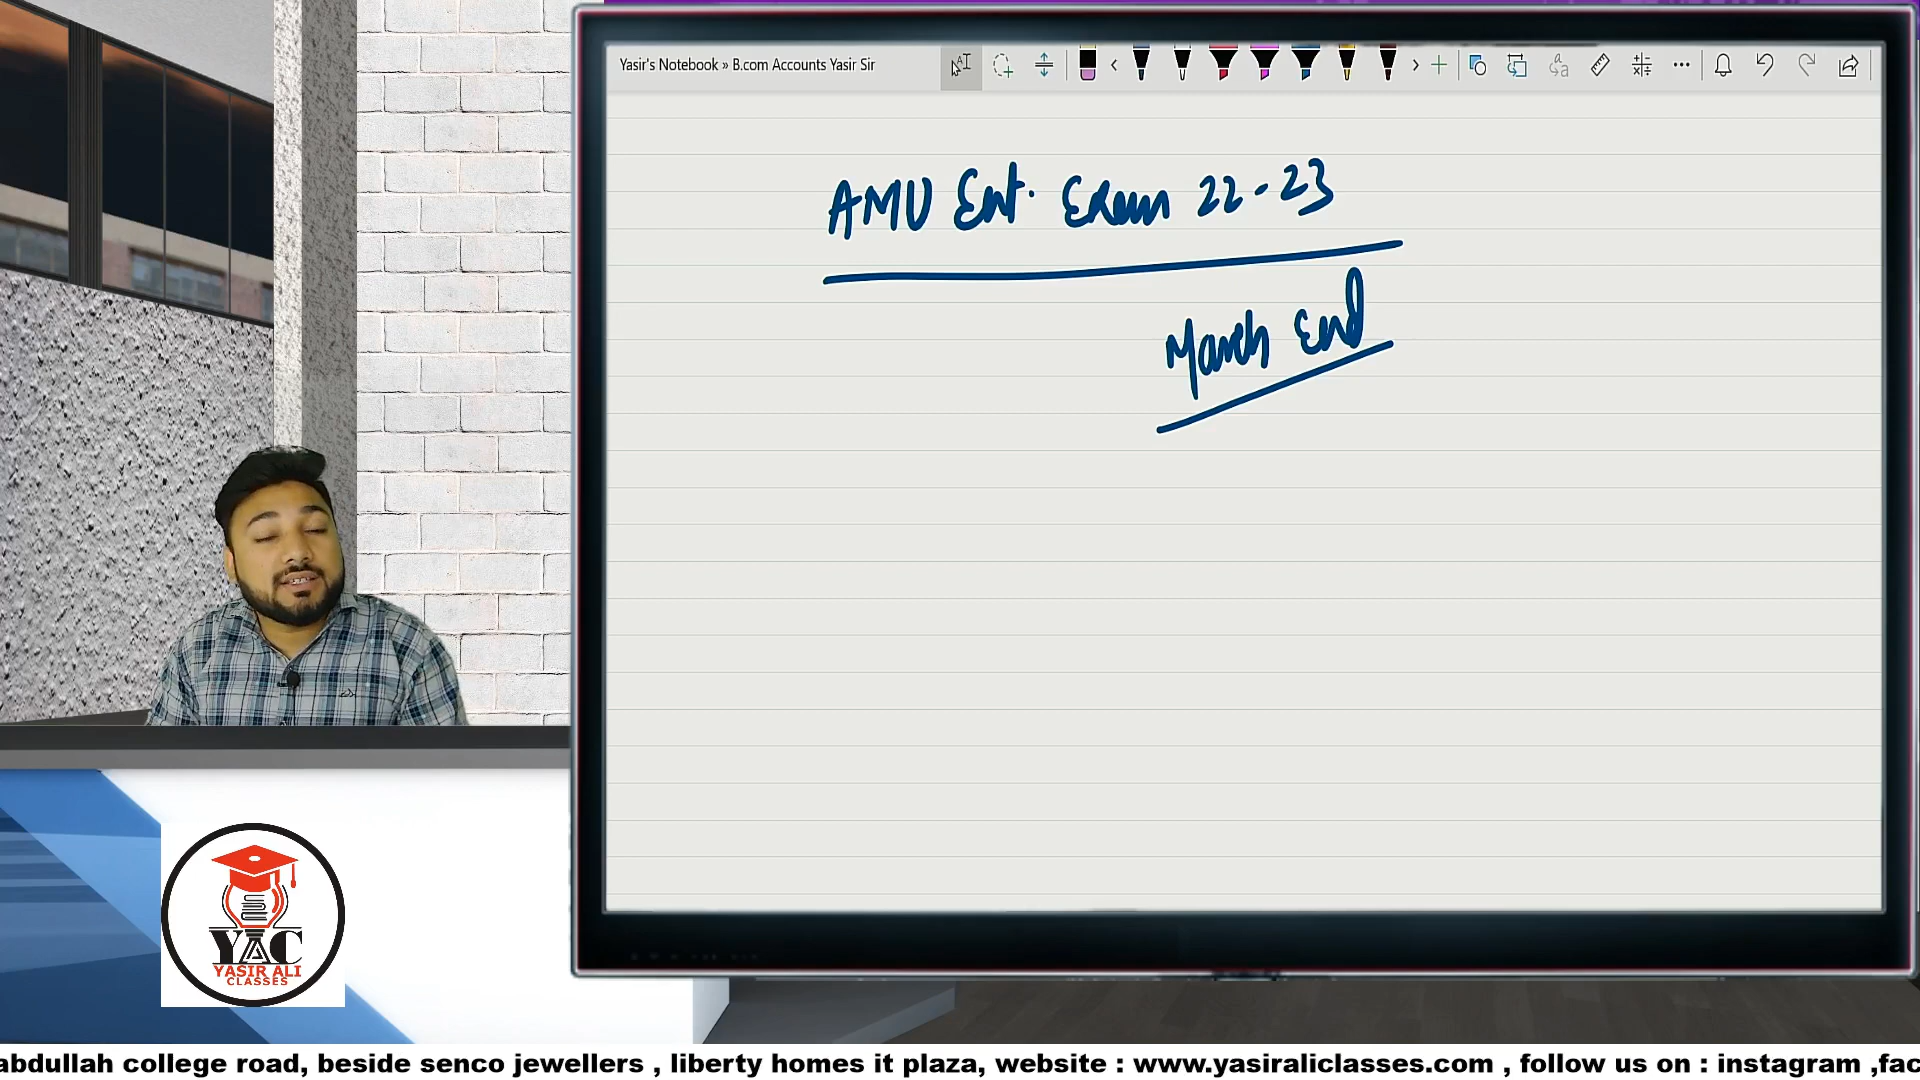 Yasir's Notebook » B.com Accounts Yasir Sir
AMU Ent. Exam 22-23
March End
YAC
YASIR ALI
CLASSES
abdullah college road, beside senco jewellers , liberty homes it plaza, website : www.yasiraliclasses.com , follow us on : instagram ,fac